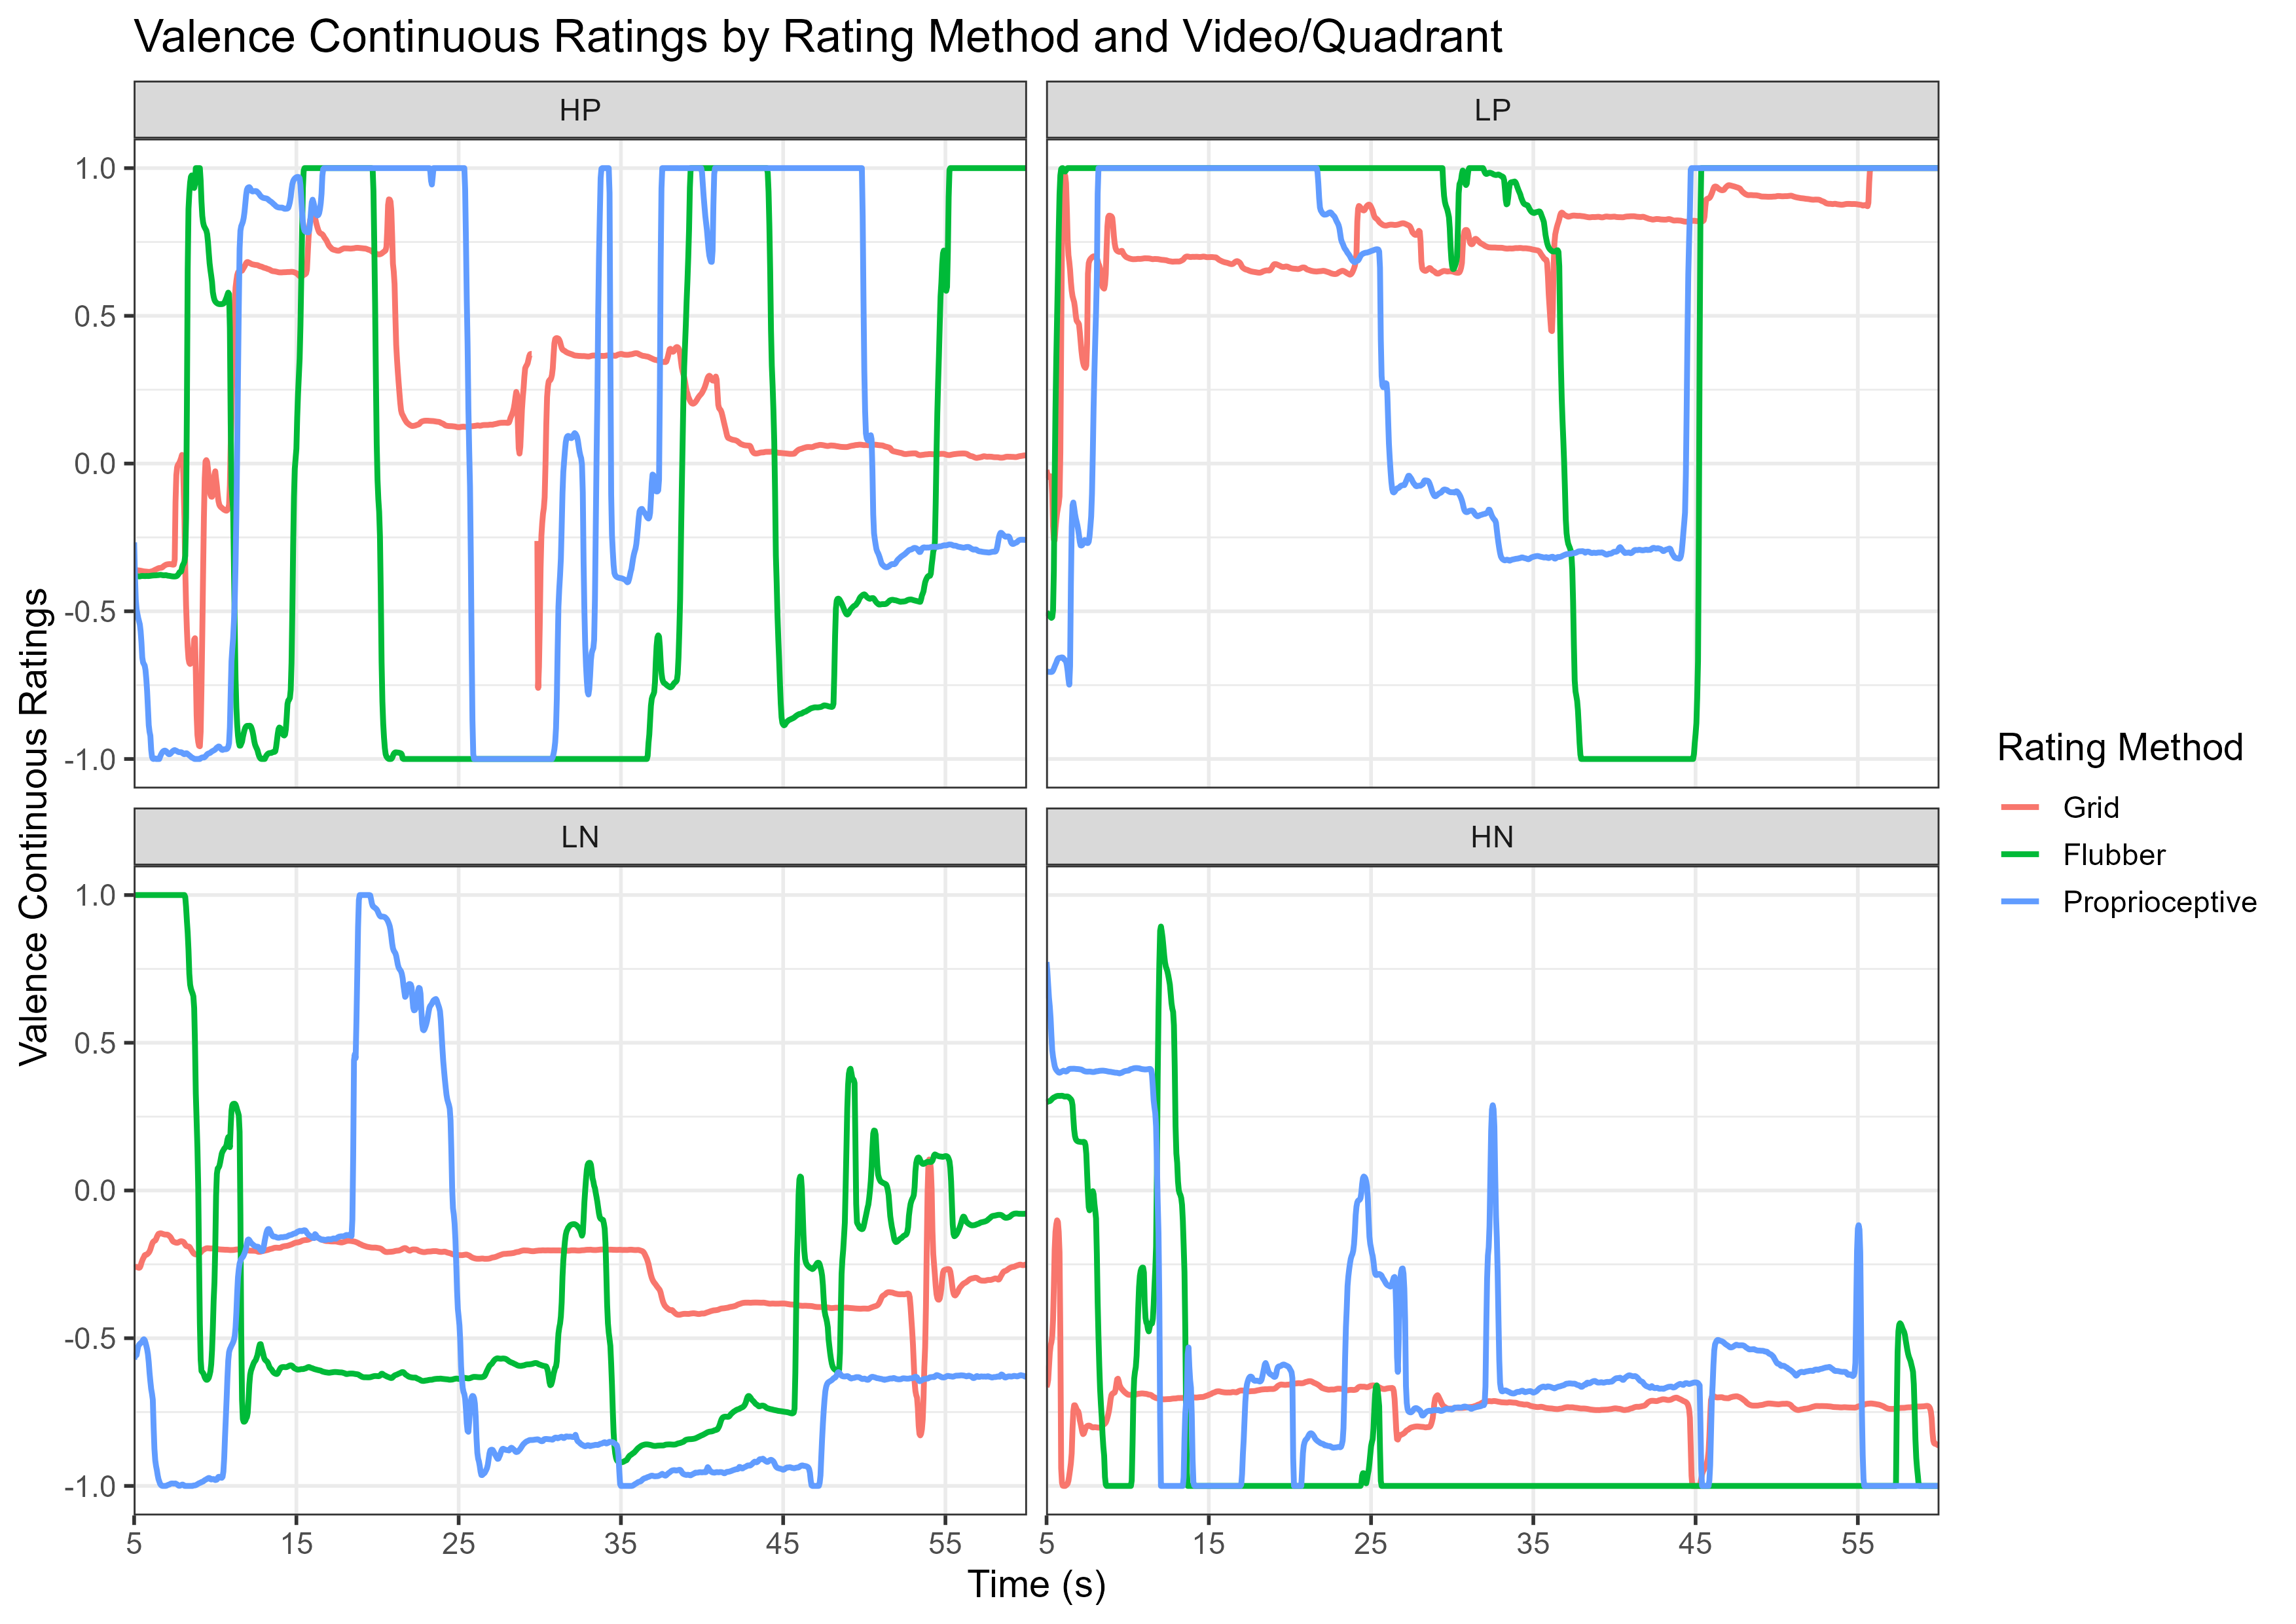 Valence Continuous Ratings by Rating Method and Video/Quadrant
HP
LP
1.0
0.5
0.0
-0.5
-1.0
LN
HN
1.0
0.5
0.0
-0.5
-1.0
5 15 25 35 45 55
5 15 25 35 45 55
Time (s)
Valence Continuous Ratings
Rating Method
Grid
Flubber
Proprioceptive